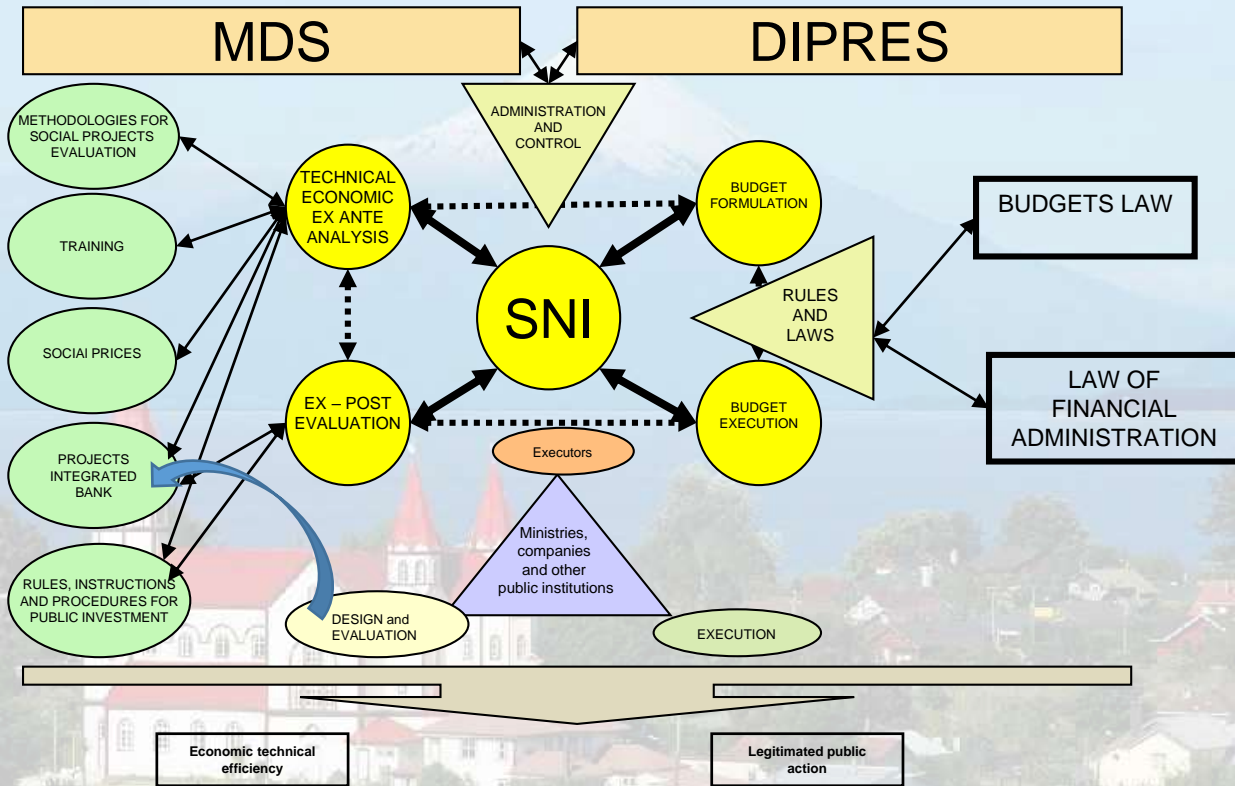 MDS
DIPRES
METHODOLOGIES FOR
SOCIAL PROJECTS
EVALUATION
ADMINISTRATION
AND
CONTROL
TECHNICAL
ECONOMIC
EX ANTE
ANALYSIS
BUDGET
FORMULATION
BUDGETS LAW
TRAINING
SNI
RULES
AND
LAWS
SOCIAl PRICES
EX – POST
EVALUATION
BUDGET
EXECUTION
LAW OF
FINANCIAL
ADMINISTRATION
PROJECTS
INTEGRATED
BANK
Executors
Ministries,
companies
and other
public institutions
RULES, INSTRUCTIONS
AND PROCEDURES FOR
PUBLIC INVESTMENT
DESIGN and
EVALUATION
EXECUTION
Economic technical
efficiency
Legitimated public
action